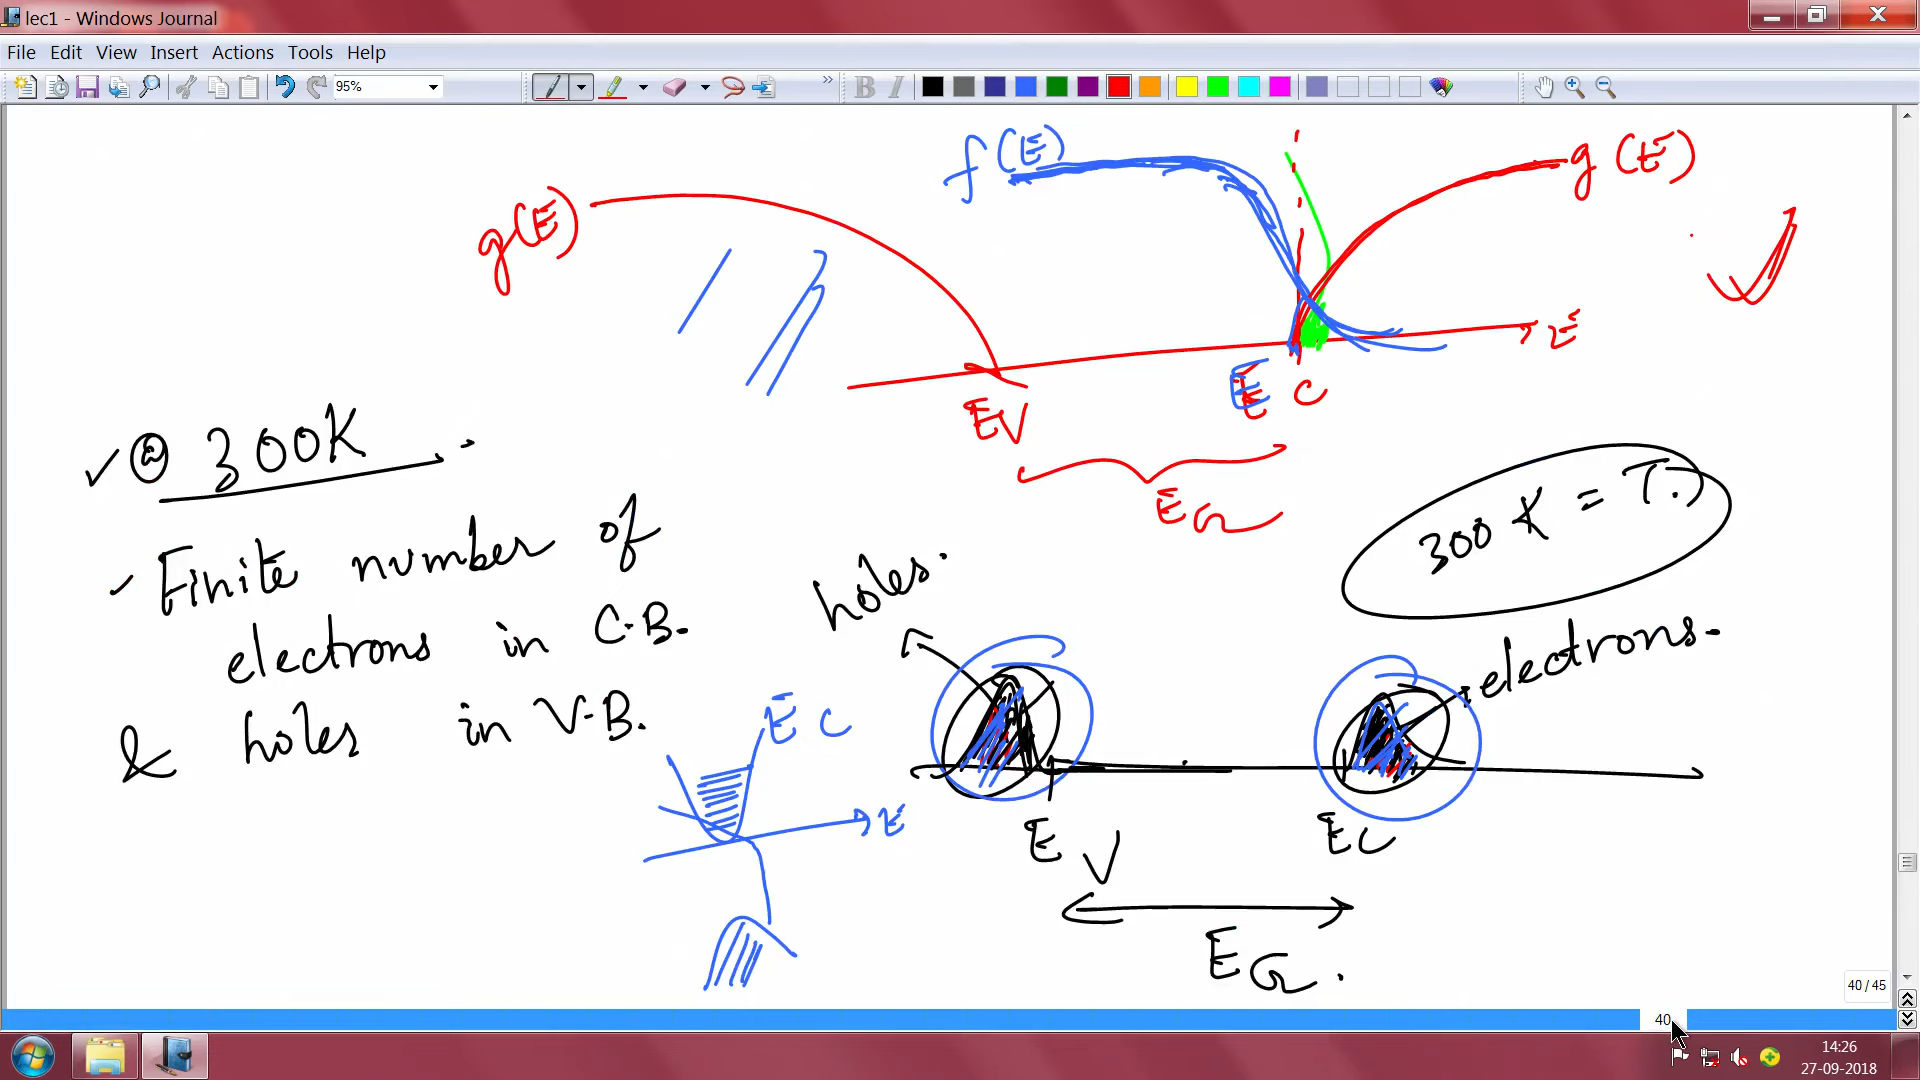 lec1 - Windows Journal
File Edit View Insert Actions Tools Help
95%
B I
f(E)
g(E)
g(E)
E
EV
EC
EG
✓@ 300K.
300 K = T.
✓Finite number of
electrons in C.B.
& holes in V.B.
holes.
electrons.
EC
E
EV
EC
EG.
40 / 45
40
14:26
27-09-2018